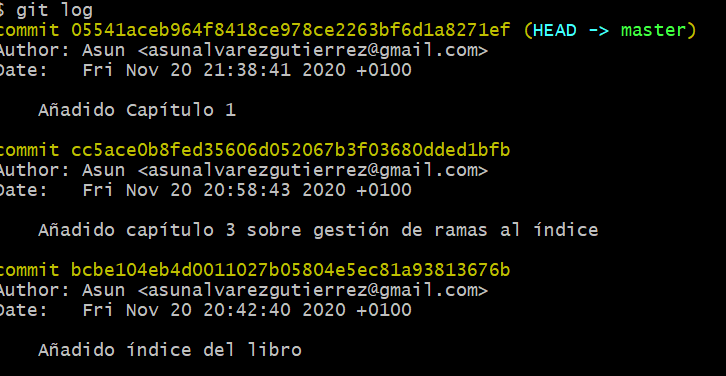 $ git log
commit 05541aceb964f8418ce978ce2263bf6d1a8271ef (HEAD -> master)
Author: Asun <asunalvarezgutierrez@gmail.com>
Date:   Fri Nov 20 21:38:41 2020 +0100
    Añadido Capítulo 1
commit cc5ace0b8fed35606d052067b3f03680dded1bfb
Author: Asun <asunalvarezgutierrez@gmail.com>
Date:   Fri Nov 20 20:58:43 2020 +0100
    Añadido capítulo 3 sobre gestión de ramas al índice
commit bcbe104eb4d0011027b05804e5ec81a93813676b
Author: Asun <asunalvarezgutierrez@gmail.com>
Date:   Fri Nov 20 20:42:40 2020 +0100
    Añadido índice del libro